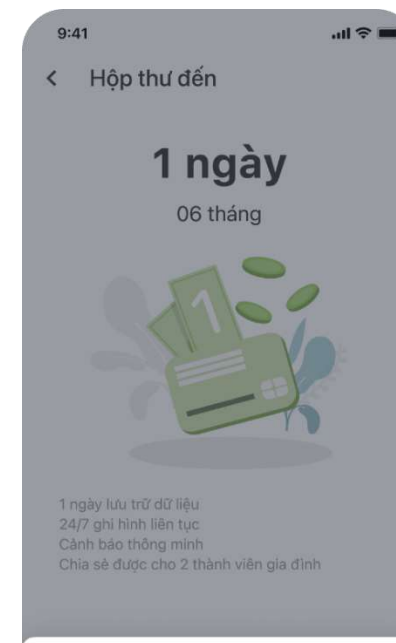 9:41
Hộp thư đến
1 ngày
06 tháng
1
1 ngày lưu trữ dữ liệu
24/7 ghi hình liên tục
Cảnh báo thông minh
Chia sẻ được cho 2 thành viên gia đình